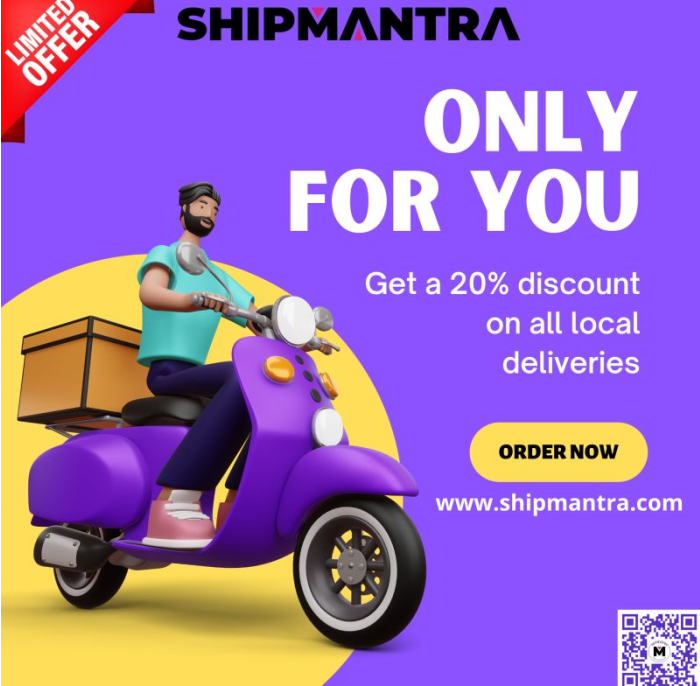 LIMITED
OFFER
SHIPMANTRA
ONLY
FOR YOU
Get a 20% discount
on all local
deliveries
ORDER NOW
www.shipmantra.com
M